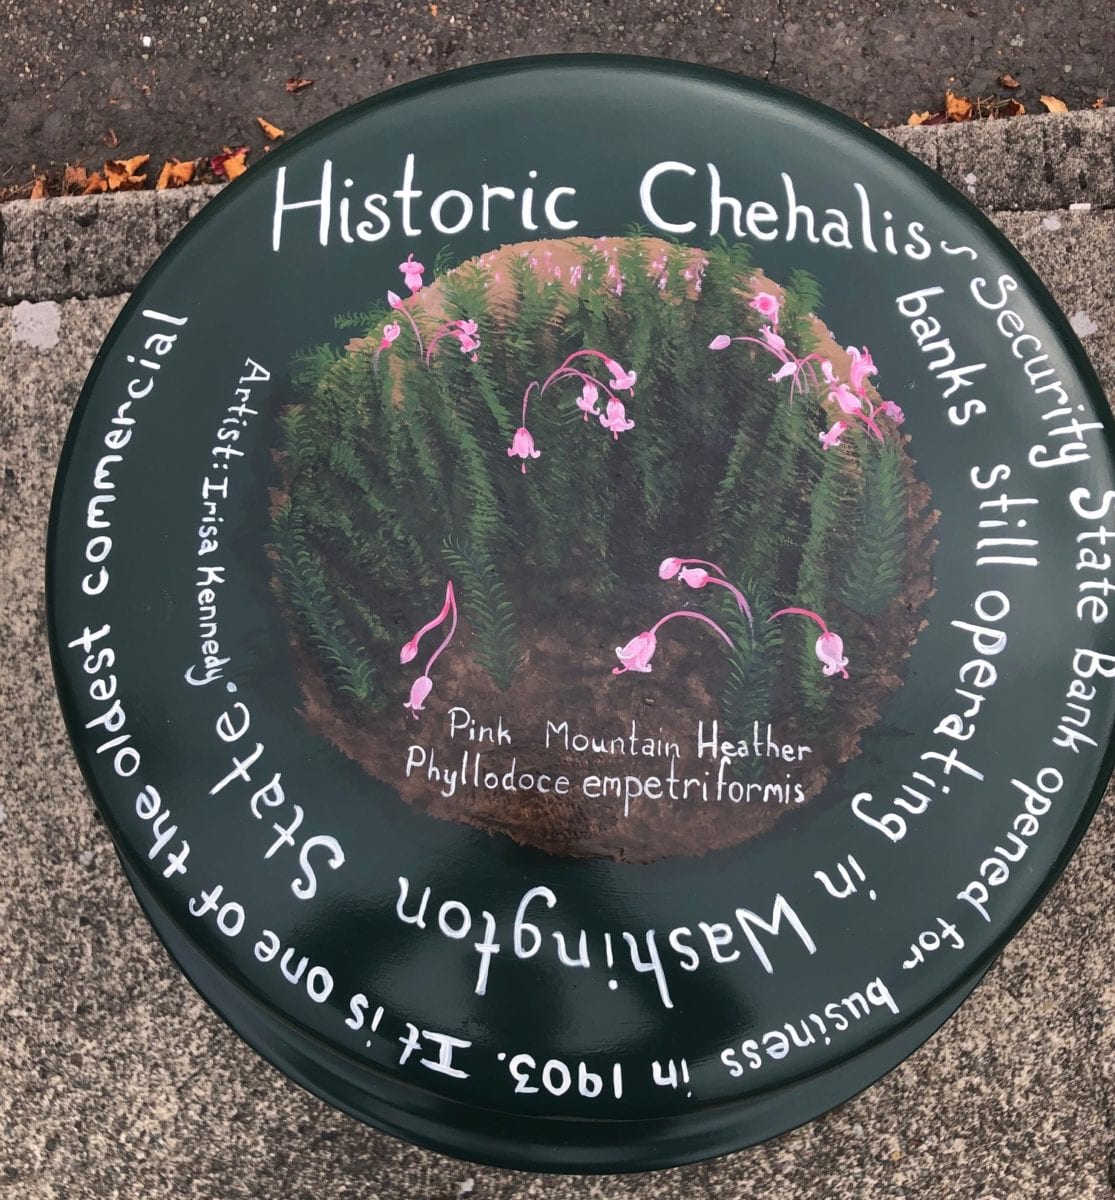 Historic Chehalis~
Security State Bank opened for business in 1903. It is one of the oldest commercial
banks still operating in Washington State.
Artist: Irisa Kennedy
Pink Mountain Heather
Phyllodoce empetriformis